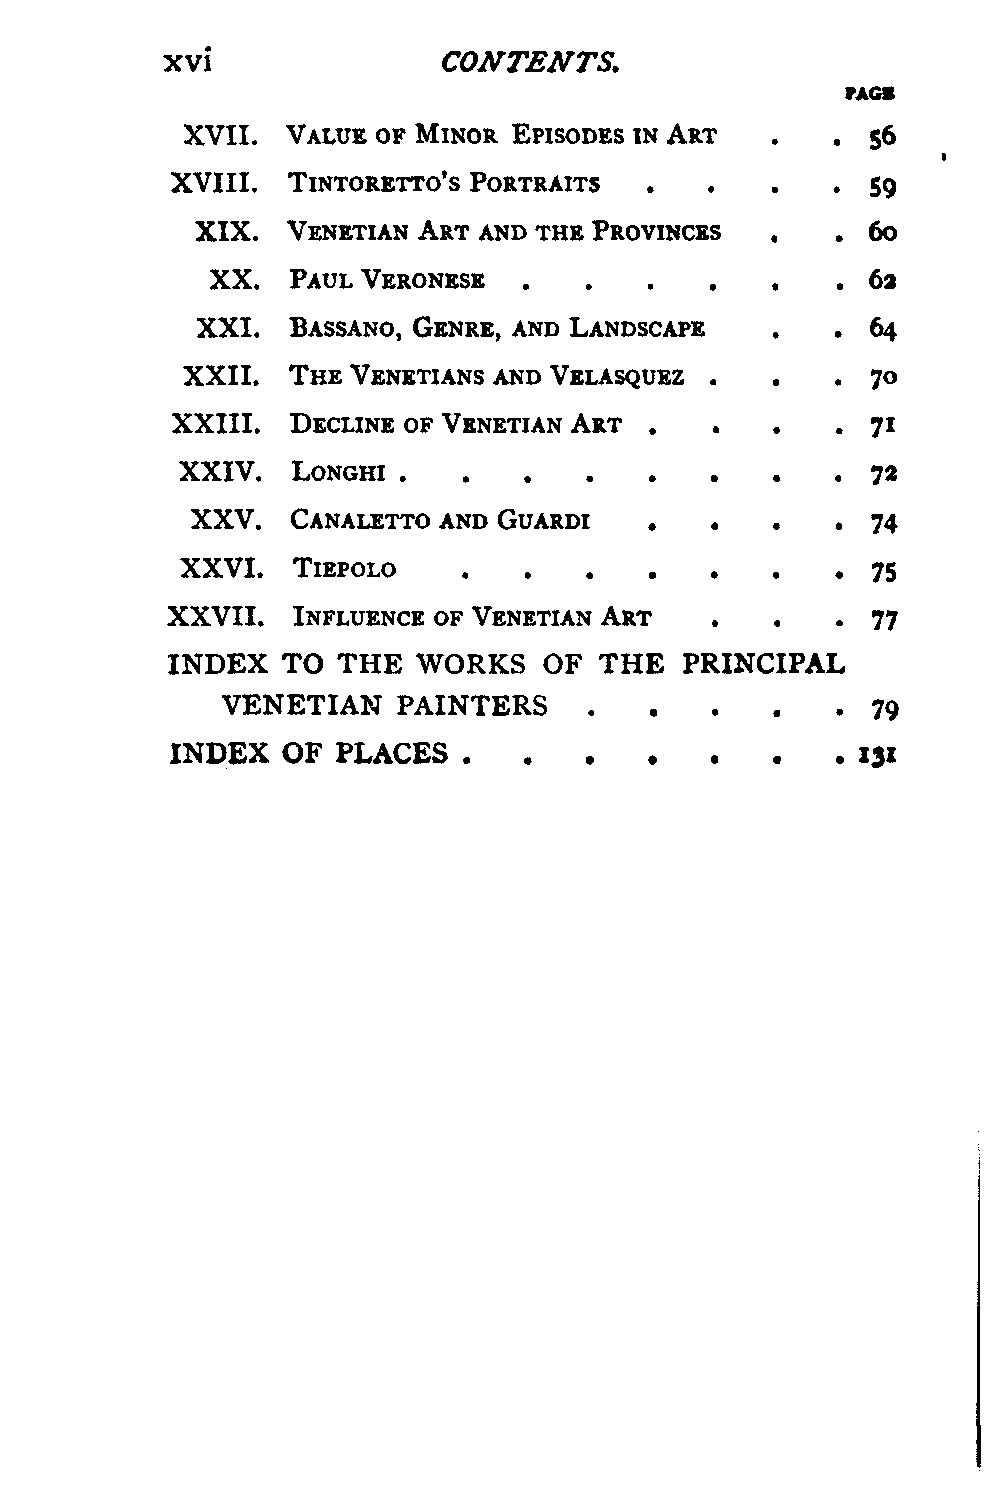 xvi CONTENTS.
PAGE
XVII. VALUE OF MINOR EPISODES IN ART . . 56
XVIII. TINTORETTO'S PORTRAITS . . . . 59
XIX. VENETIAN ART AND THE PROVINCES . . 60
XX. PAUL VERONESE . . . . . . 62
XXI. BASSANO, GENRE, AND LANDSCAPE . . 64
XXII. THE VENETIANS AND VELASQUEZ . . . 70
XXIII. DECLINE OF VENETIAN ART . . . . 71
XXIV. LONGHI . . . . . . . . 72
XXV. CANALETTO AND GUARDI . . . . 74
XXVI. TIEPOLO . . . . . . . 75
XXVII. INFLUENCE OF VENETIAN ART . . . 77
INDEX TO THE WORKS OF THE PRINCIPAL
VENETIAN PAINTERS . . . . . 79
INDEX OF PLACES . . . . . . . 131